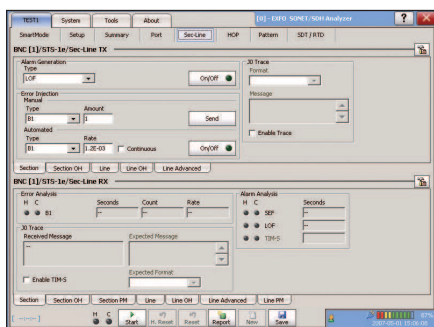 TEST1 System Tools About [0] - EXFO SONET/SDH Analyzer ? X
SmartMode Setup Summary Port Sec-Line HOP Pattern SDT / RTD
BNC [1]/STS-1e/Sec-Line TX
Alarm Generation
Type
LOF On/Off
J0 Trace
Format
Message
Enable Trace
Error Injection
Manual
Type Amount
B1 1 Send
Automated
Type Rate
B1 1.2E-03 Continuous On/Off
Section Section OH Line Line OH Line Advanced
BNC [1]/STS-1e/Sec-Line RX
Error Analysis
H C Seconds Count Rate
B1 -- -- --
Alarm Analysis
H C Seconds
SEF --
LOF --
TIM-S --
J0 Trace
Received Message Expected Message
--
Enable TIM-S
Expected Format
Section Section OH Section PM Line Line OH Line Advanced Line PM
[ --:--:-- ] H C Start H. Reset Reset Report New Save 87%
2007-05-01 15:06:08